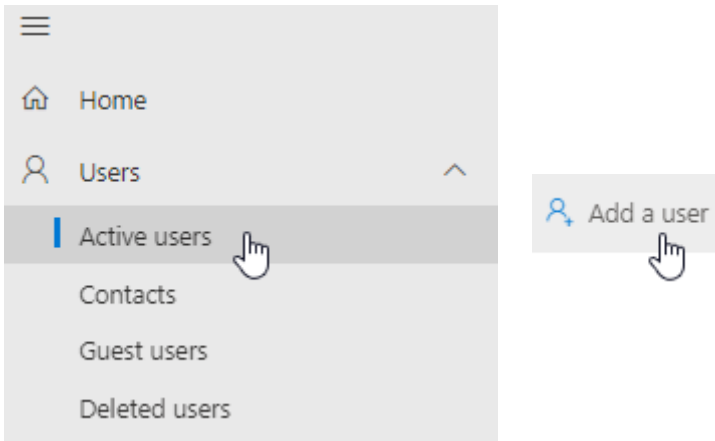 Home
Users
Active users
Add a user
Contacts
Guest users
Deleted users